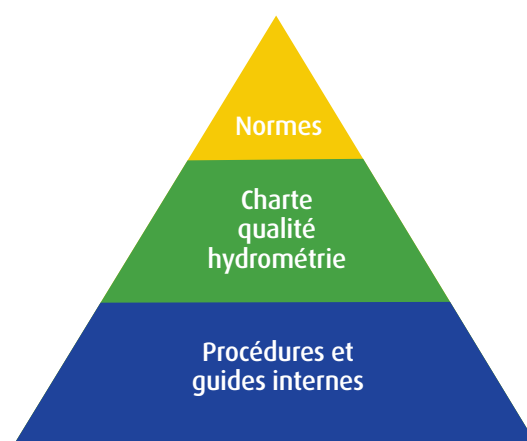 Normes
Charte
qualité
hydrométrie
Procédures et
guides internes